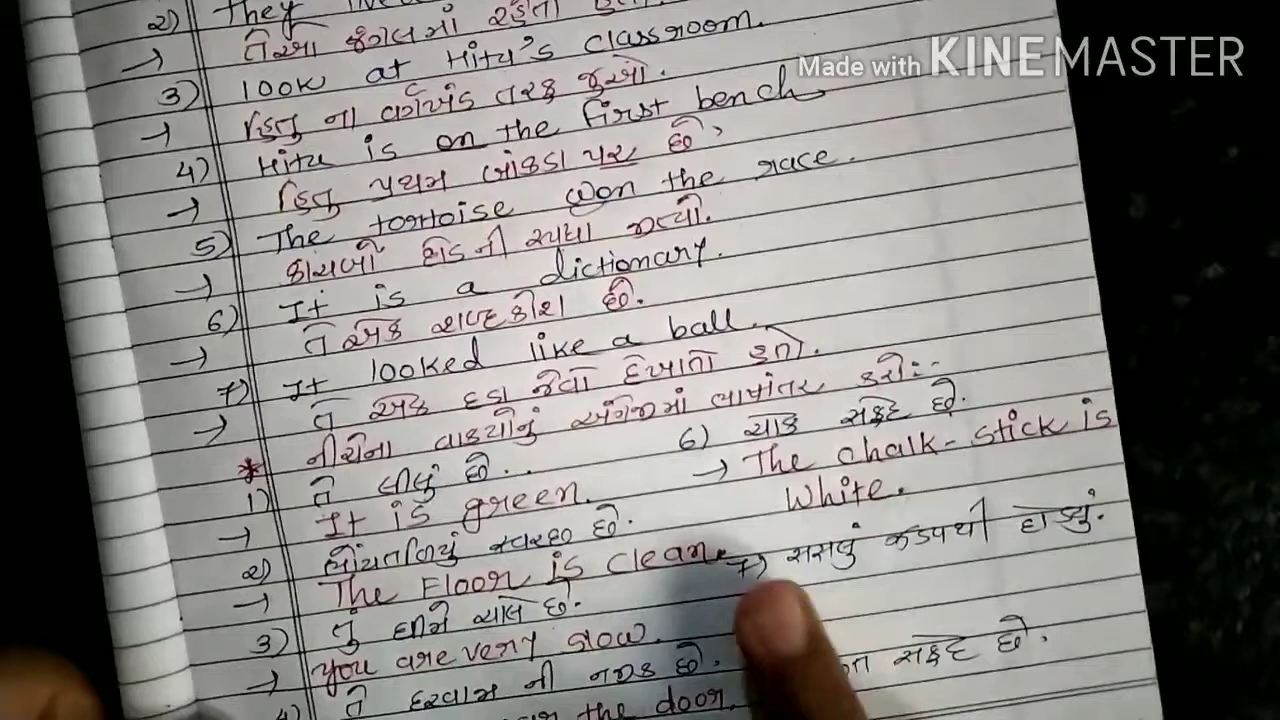 Made with KINEMASTER
2) They
→ તેઓ જંગલમાં રહેતા
3) look at Hitu's classroom.
→ હિતુ ના વર્ગખંડ તરફ જુઓ.
4) Hitu is on the first bench
→ હિતુ પ્રથમ બાંકડા પર છે.
5) The tortoise won the race.
→ કાચબો દોડ ની સ્પર્ધા જીત્યો.
6) It is a dictionary.
→ તે એક શબ્દકોશ છે.
7) It looked like a ball.
→ તે એક દડા જેવો દેખાતો હતો.
* નીચેના વાક્યોનું અંગ્રેજીમાં ભાષાંતર કરો:-
1) તે લીલું છે.
→ It is green.
2) ભોંયતળિયું સ્વચ્છ છે.
→ The Floor is clean.
3) તું ધીમે ચાલે છે.
→ you are very slow.
4) તે દરવાજા ની નજીક છે.
the door.
6) ચાક સફેદ છે.
→ The chalk-stick is
White.
7) સસલું ઝડપથી દોડ્યું.
સફેદ છે.